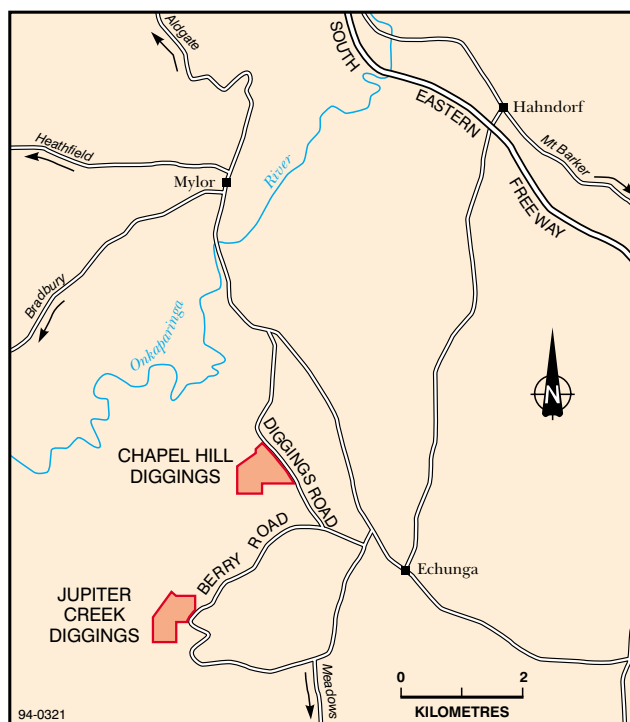 Aldgate
SOUTH
EASTERN
FREEWAY
Hahndorf
Mt Barker
Heathfield
River
Mylor
Bradbury
Onkaparinga
N
CHAPEL HILL
DIGGINGS
DIGGINGS ROAD
BERRY ROAD
Echunga
JUPITER
CREEK
DIGGINGS
Meadows
0 2
KILOMETRES
94-0321